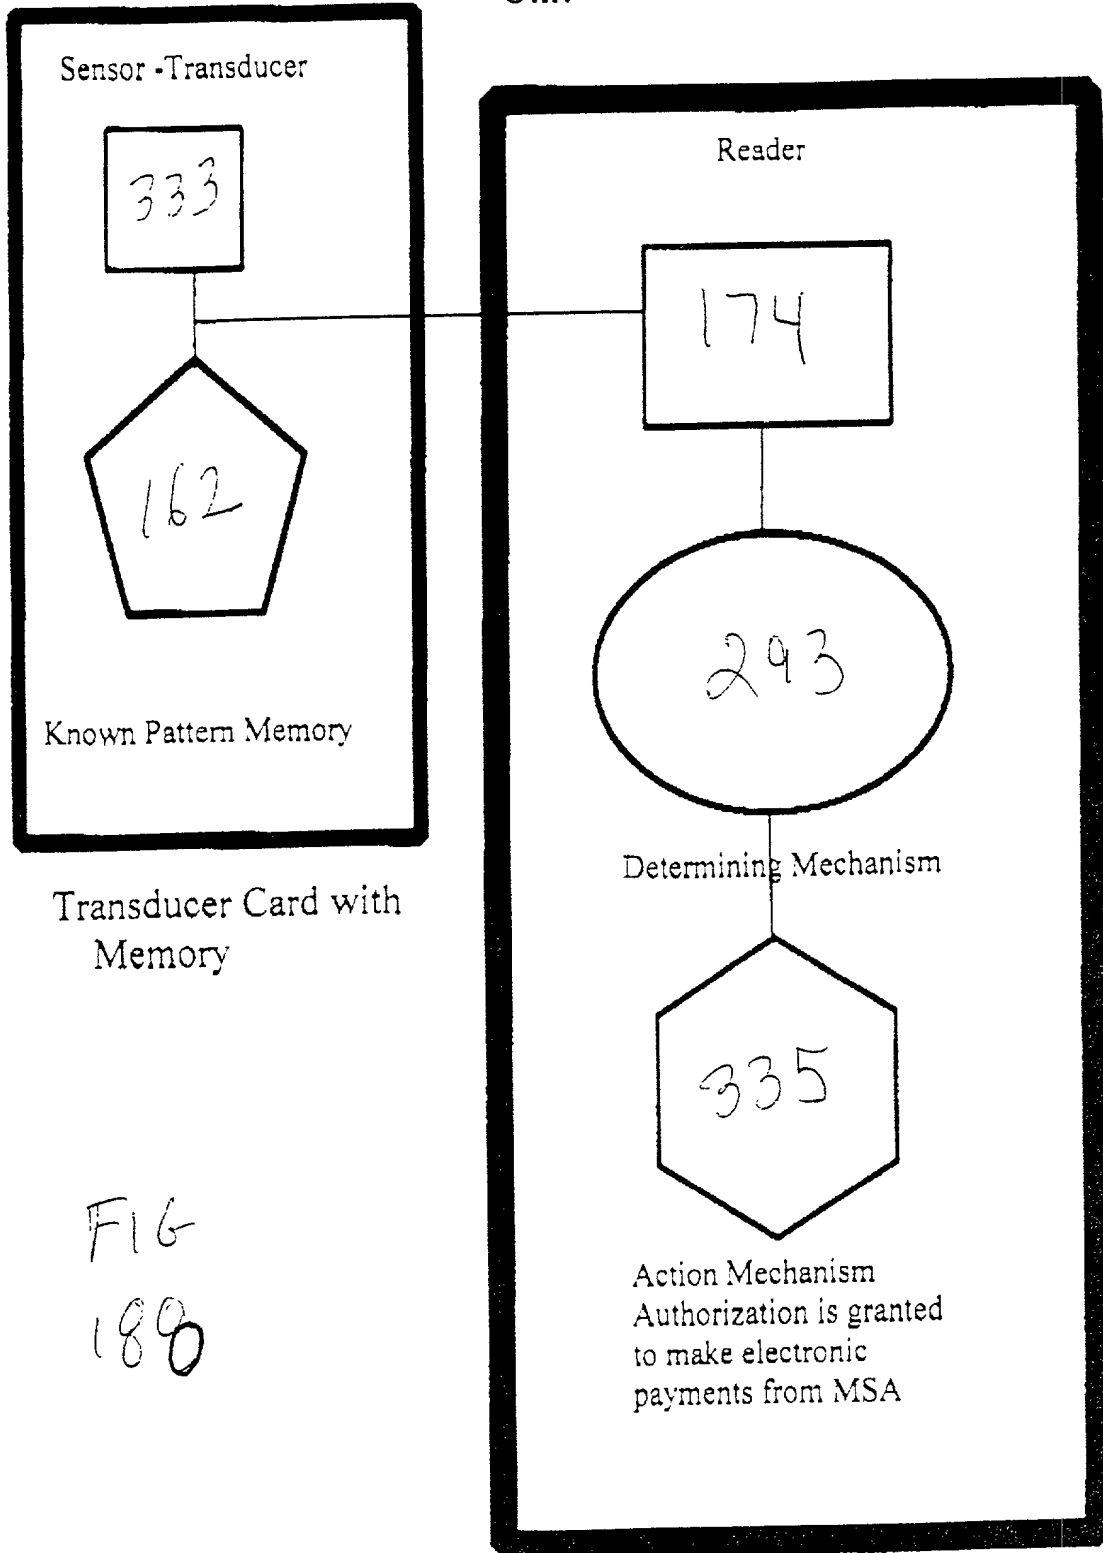 Sensor -Transducer
333
162
Known Pattern Memory
Transducer Card with
Memory
Reader
174
293
Determining Mechanism
335
Action Mechanism
Authorization is granted
to make electronic
payments from MSA
FIG
188